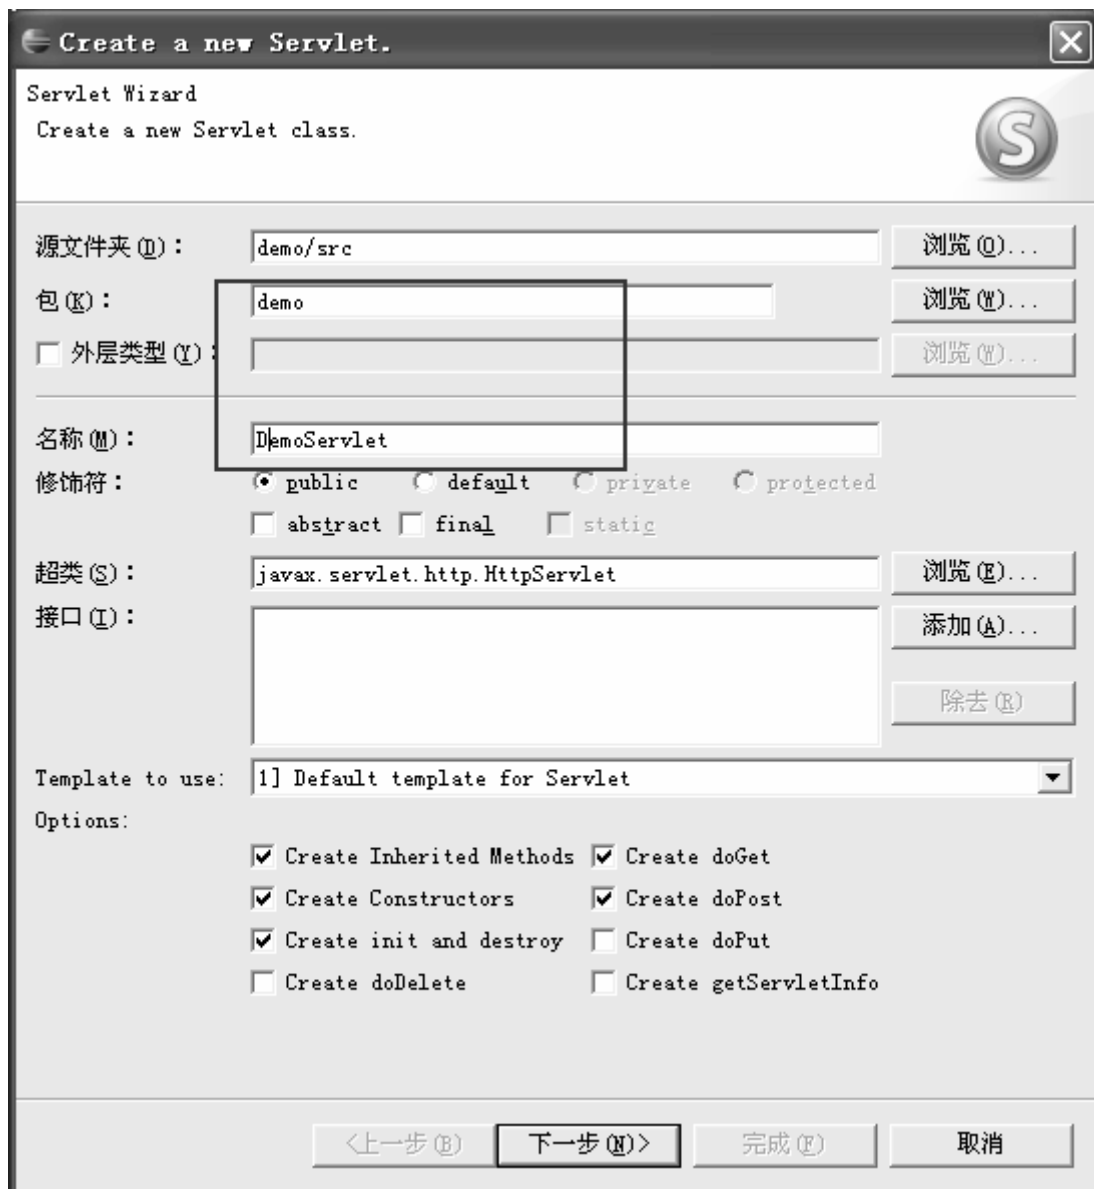 Create a new Servlet.
Servlet Wizard
Create a new Servlet class.
S
源文件夹(D)： demo/src 浏览(O)...
包(K)： demo 浏览(W)...
外层类型(Y)： 浏览(W)...
名称(M)： DemoServlet
修饰符： public default private protected
abstract final static
超类(S)： javax.servlet.http.HttpServlet 浏览(E)...
接口(I)： 添加(A)...
除去(R)
Template to use: 1] Default template for Servlet
Options:
Create Inherited Methods Create doGet
Create Constructors Create doPost
Create init and destroy Create doPut
Create doDelete Create getServletInfo
<上一步(B) 下一步(N)> 完成(F) 取消